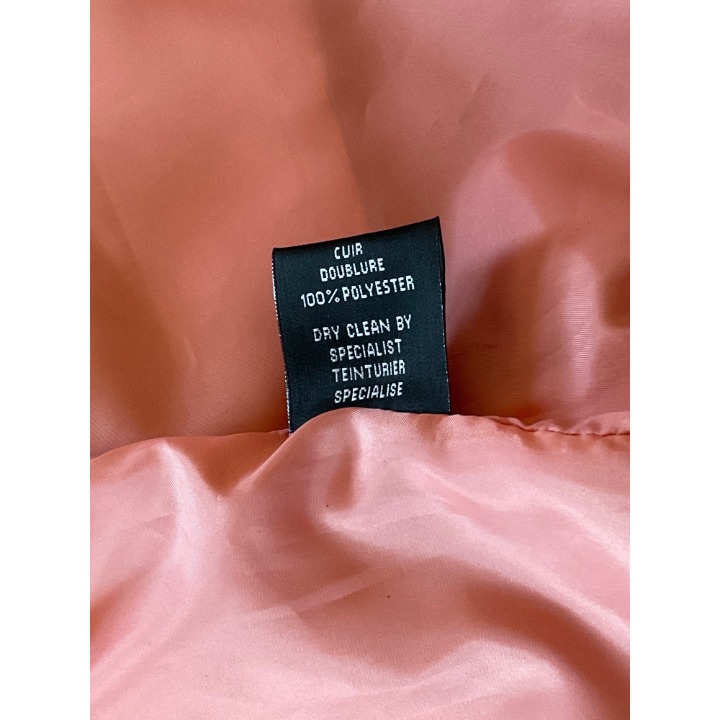 CUIR
DOUBLURE
100% POLYESTER
DRY CLEAN BY
SPECIALIST
TEINTURIER
SPECIALISE